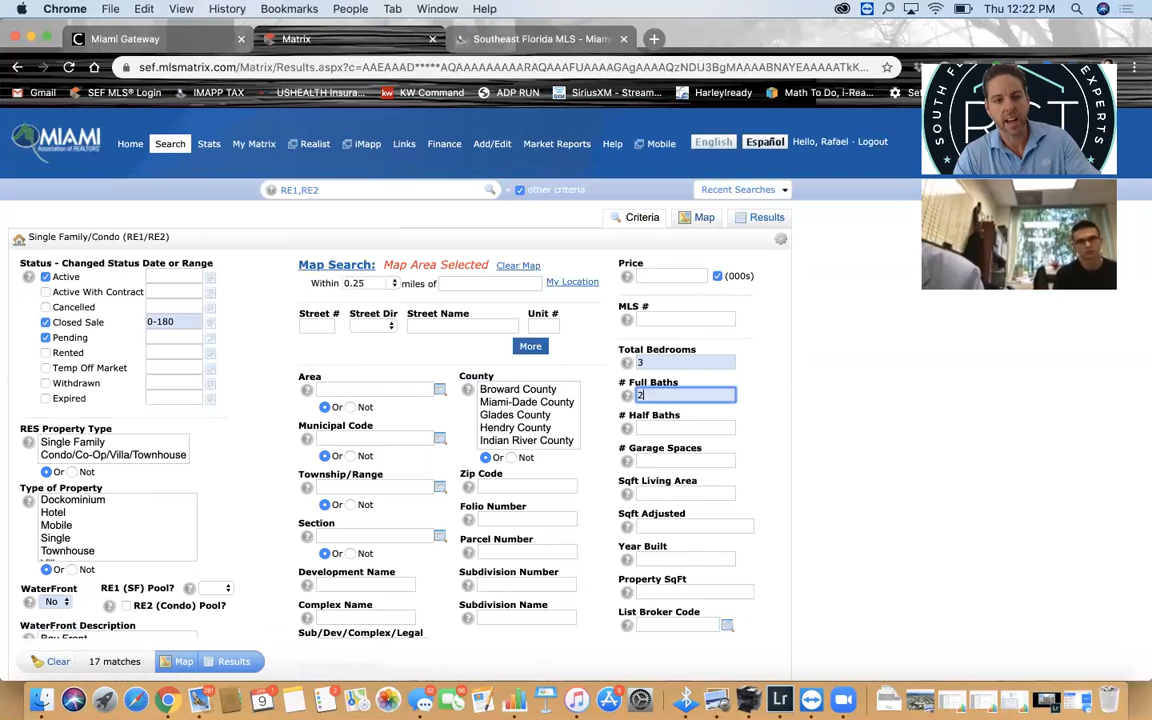 Chrome File Edit View History Bookmarks People Tab Window Help Thu 12:22 PM
Miami Gateway Matrix Southeast Florida MLS - Miam
sef.mlsmatrix.com/Matrix/Results.aspx?c=AAEAAAD*****AQAAAAAAAAARAQAAAFUAAAAGAgAAAAQzNDU3BgMAAAABNAYEAAAATkK...
Gmail SEF MLS® Login IMAPP TAX USHEALTH Insura... KW Command ADP RUN SiriusXM - Stream... Harleylready Math To Do, i-Rea... Set
SOUTH F EXPERTS
MIAMI
Association of REALTORS®
Home Search Stats My Matrix Realist iMapp Links Finance Add/Edit Market Reports Help Mobile English Español Hello, Rafael - Logout
RE1,RE2 + other criteria Recent Searches
Criteria Map Results
Single Family/Condo (RE1/RE2)
Status - Changed Status Date or Range
Active
Active With Contract
Cancelled
Closed Sale 0-180
Pending
Rented
Temp Off Market
Withdrawn
Expired
RES Property Type
Single Family
Condo/Co-Op/Villa/Townhouse
Or Not
Type of Property
Dockominium
Hotel
Mobile
Single
Townhouse
Or Not
WaterFront RE1 (SF) Pool?
No RE2 (Condo) Pool?
WaterFront Description
Bay Front
Map Search: Map Area Selected Clear Map
Within 0.25 miles of My Location
Street # Street Dir Street Name Unit #
More
Area
Or Not
Municipal Code
Or Not
Township/Range
Or Not
Section
Or Not
Development Name
Complex Name
Sub/Dev/Complex/Legal
County
Broward County
Miami-Dade County
Glades County
Hendry County
Indian River County
Or Not
Zip Code
Folio Number
Parcel Number
Subdivision Number
Subdivision Name
Price
(000s)
MLS #
Total Bedrooms
3
# Full Baths
2
# Half Baths
# Garage Spaces
Sqft Living Area
Sqft Adjusted
Year Built
Property SqFt
List Broker Code
Clear 17 matches Map Results